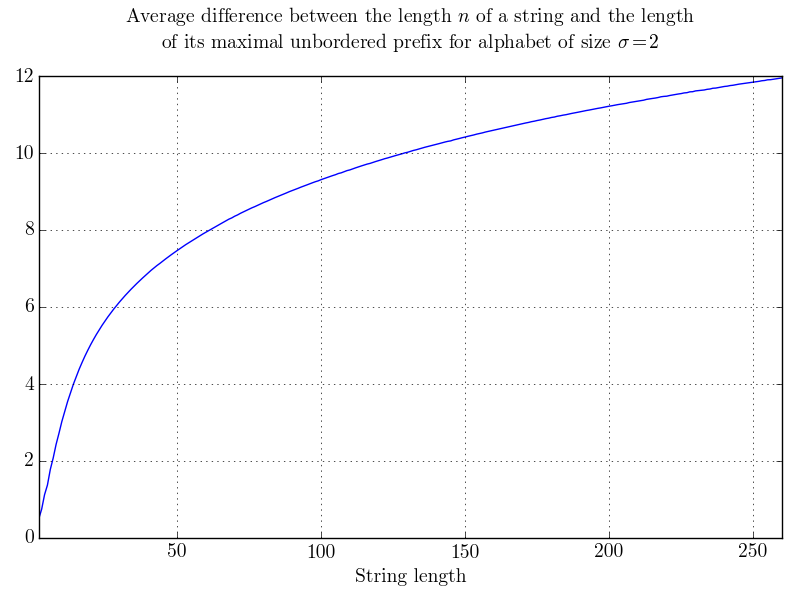 Average difference between the length n of a string and the length
of its maximal unbordered prefix for alphabet of size σ=2
12
10
8
6
4
2
0
50 100 150 200 250
String length